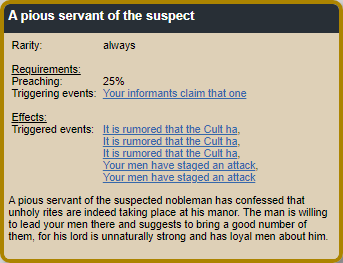 A pious servant of the suspect
Rarity: always
Requirements:
Preaching: 25%
Triggering events: Your informants claim that one
Effects:
Triggered events: It is rumored that the Cult ha,
It is rumored that the Cult ha,
It is rumored that the Cult ha,
Your men have staged an attack,
Your men have staged an attack
A pious servant of the suspected nobleman has confessed that
unholy rites are indeed taking place at his manor. The man is willing
to lead your men there and suggests to bring a good number of
them, for his lord is unnaturally strong and has loyal men about him.